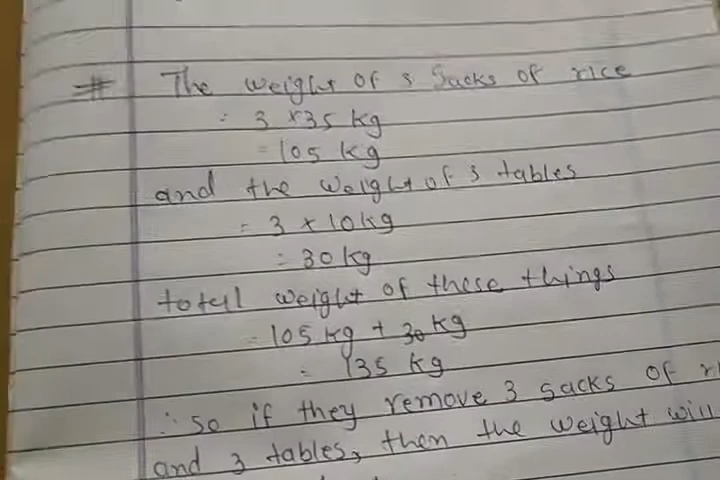 # The weight of 3 sacks of rice
= 3 × 35 kg
= 105 kg
and the weight of 3 tables
= 3 × 10 kg
= 30 kg
total weight of these things
= 105 kg + 30 kg
= 135 kg
∴ so if they remove 3 sacks of
and 3 tables, then the weight will